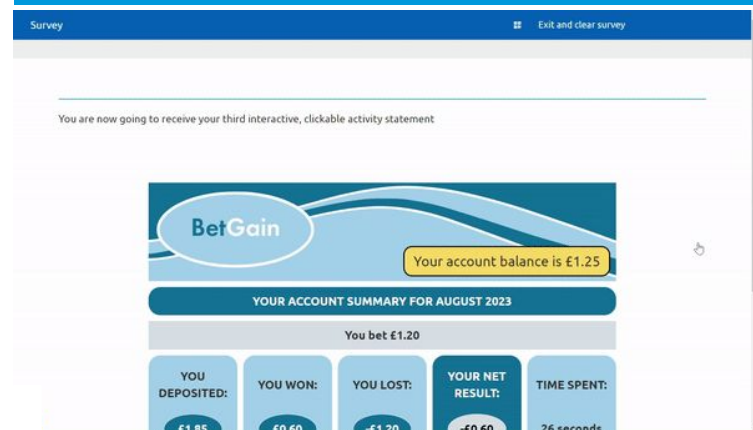 Survey
Exit and clear survey
You are now going to receive your third interactive, clickable activity statement
BetGain
Your account balance is £1.25
YOUR ACCOUNT SUMMARY FOR AUGUST 2023
You bet £1.20
YOU DEPOSITED:
YOU WON:
YOU LOST:
YOUR NET RESULT:
TIME SPENT:
£1.85
£0.60
-£1.20
-£0.60
26 seconds